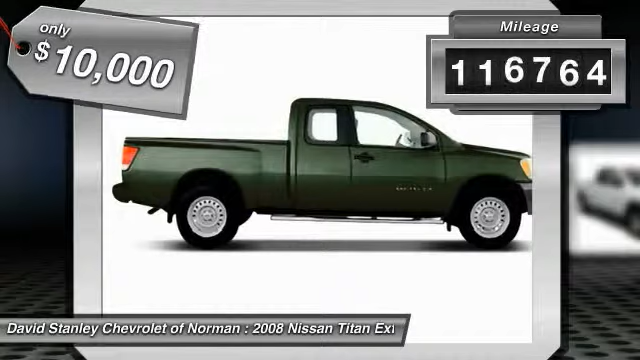 only
$10,000
Mileage
116764
David Stanley Chevrolet of Norman : 2008 Nissan Titan Ext